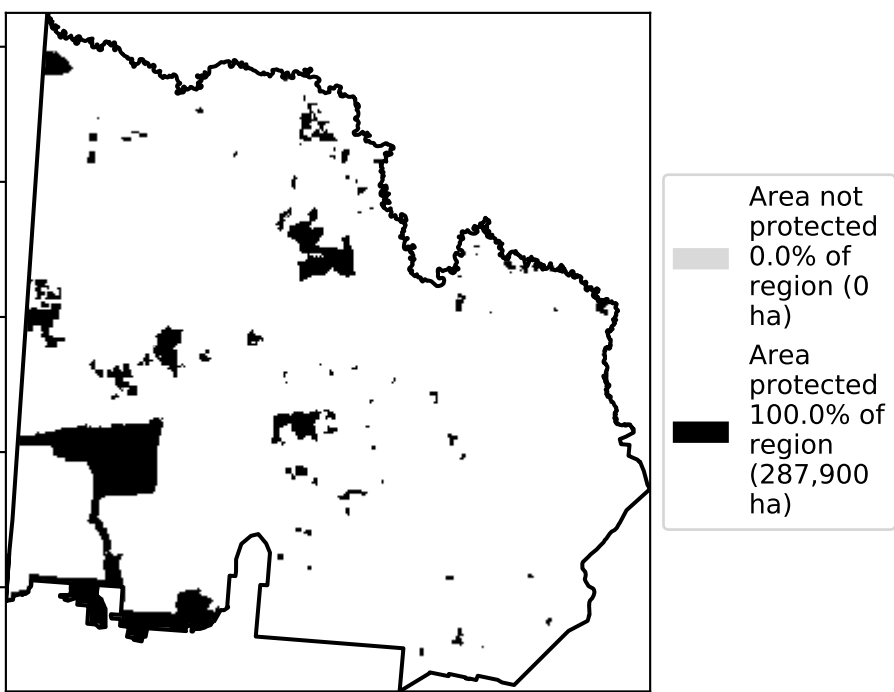 Area not
protected
0.0% of
region (0
ha)
Area
protected
100.0% of
region
(287,900
ha)